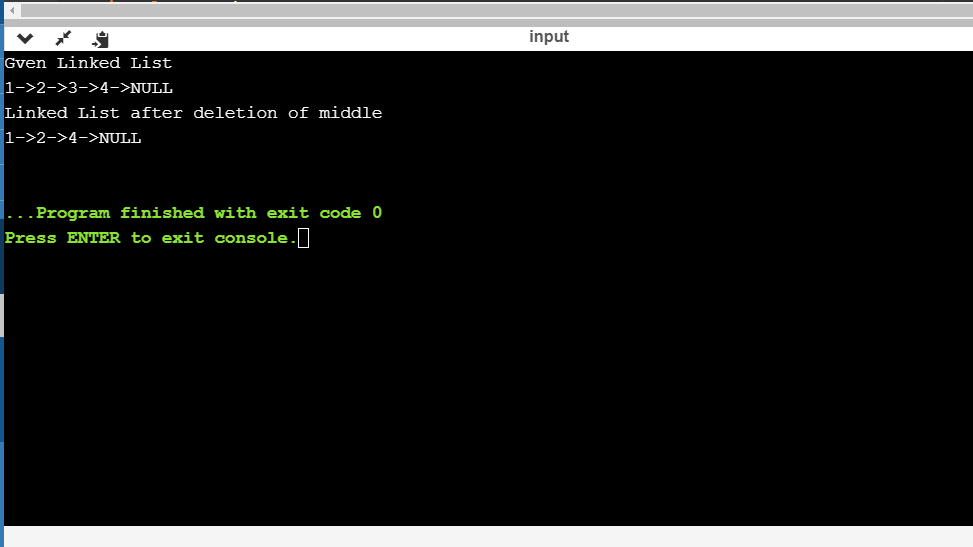 input
Gven Linked List
1->2->3->4->NULL
Linked List after deletion of middle
1->2->4->NULL
...Program finished with exit code 0
Press ENTER to exit console.